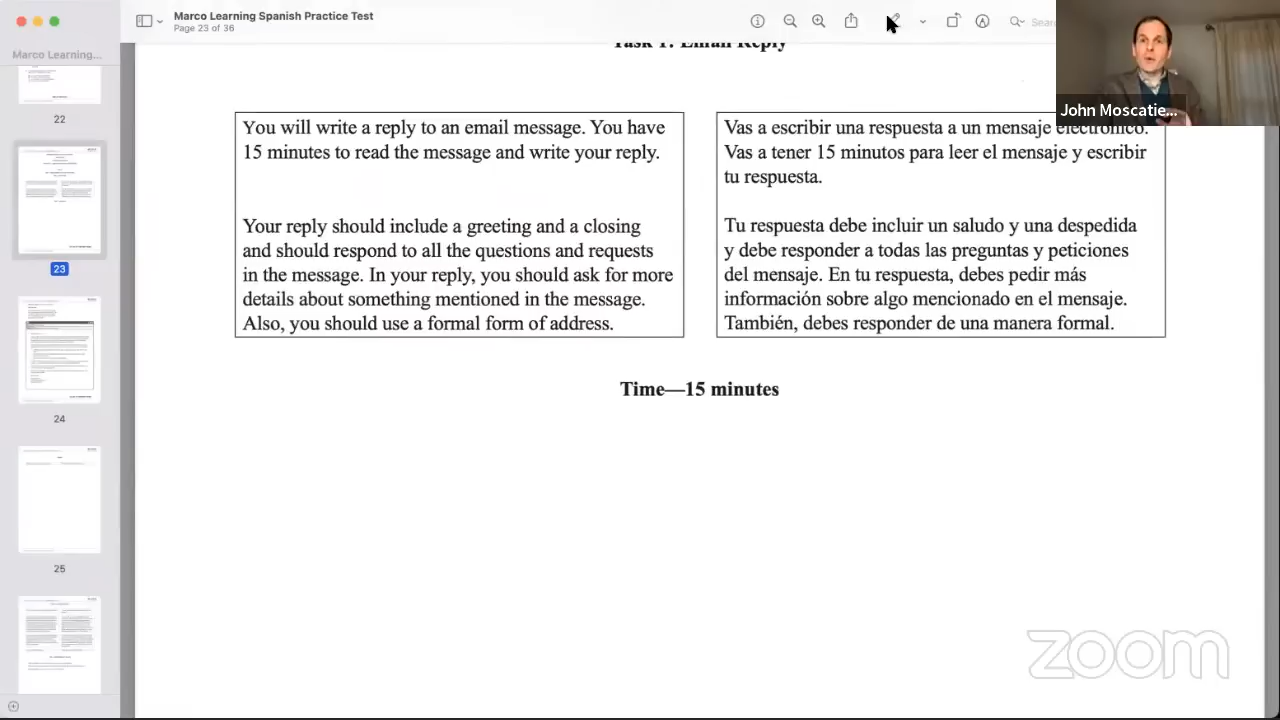 Marco Learning Spanish Practice Test
Page 23 of 36
Sear
Marco Learning...
22
23
24
25
Task 1: Email Reply
You will write a reply to an email message. You have
15 minutes to read the message and write your reply.
Your reply should include a greeting and a closing
and should respond to all the questions and requests
in the message. In your reply, you should ask for more
details about something mentioned in the message.
Also, you should use a formal form of address.
Vas a escribir una respuesta a un mensaje electrónico.
Vas a tener 15 minutos para leer el mensaje y escribir
tu respuesta.
Tu respuesta debe incluir un saludo y una despedida
y debe responder a todas las preguntas y peticiones
del mensaje. En tu respuesta, debes pedir más
información sobre algo mencionado en el mensaje.
También, debes responder de una manera formal.
Time—15 minutes
John Moscatie...
zoom